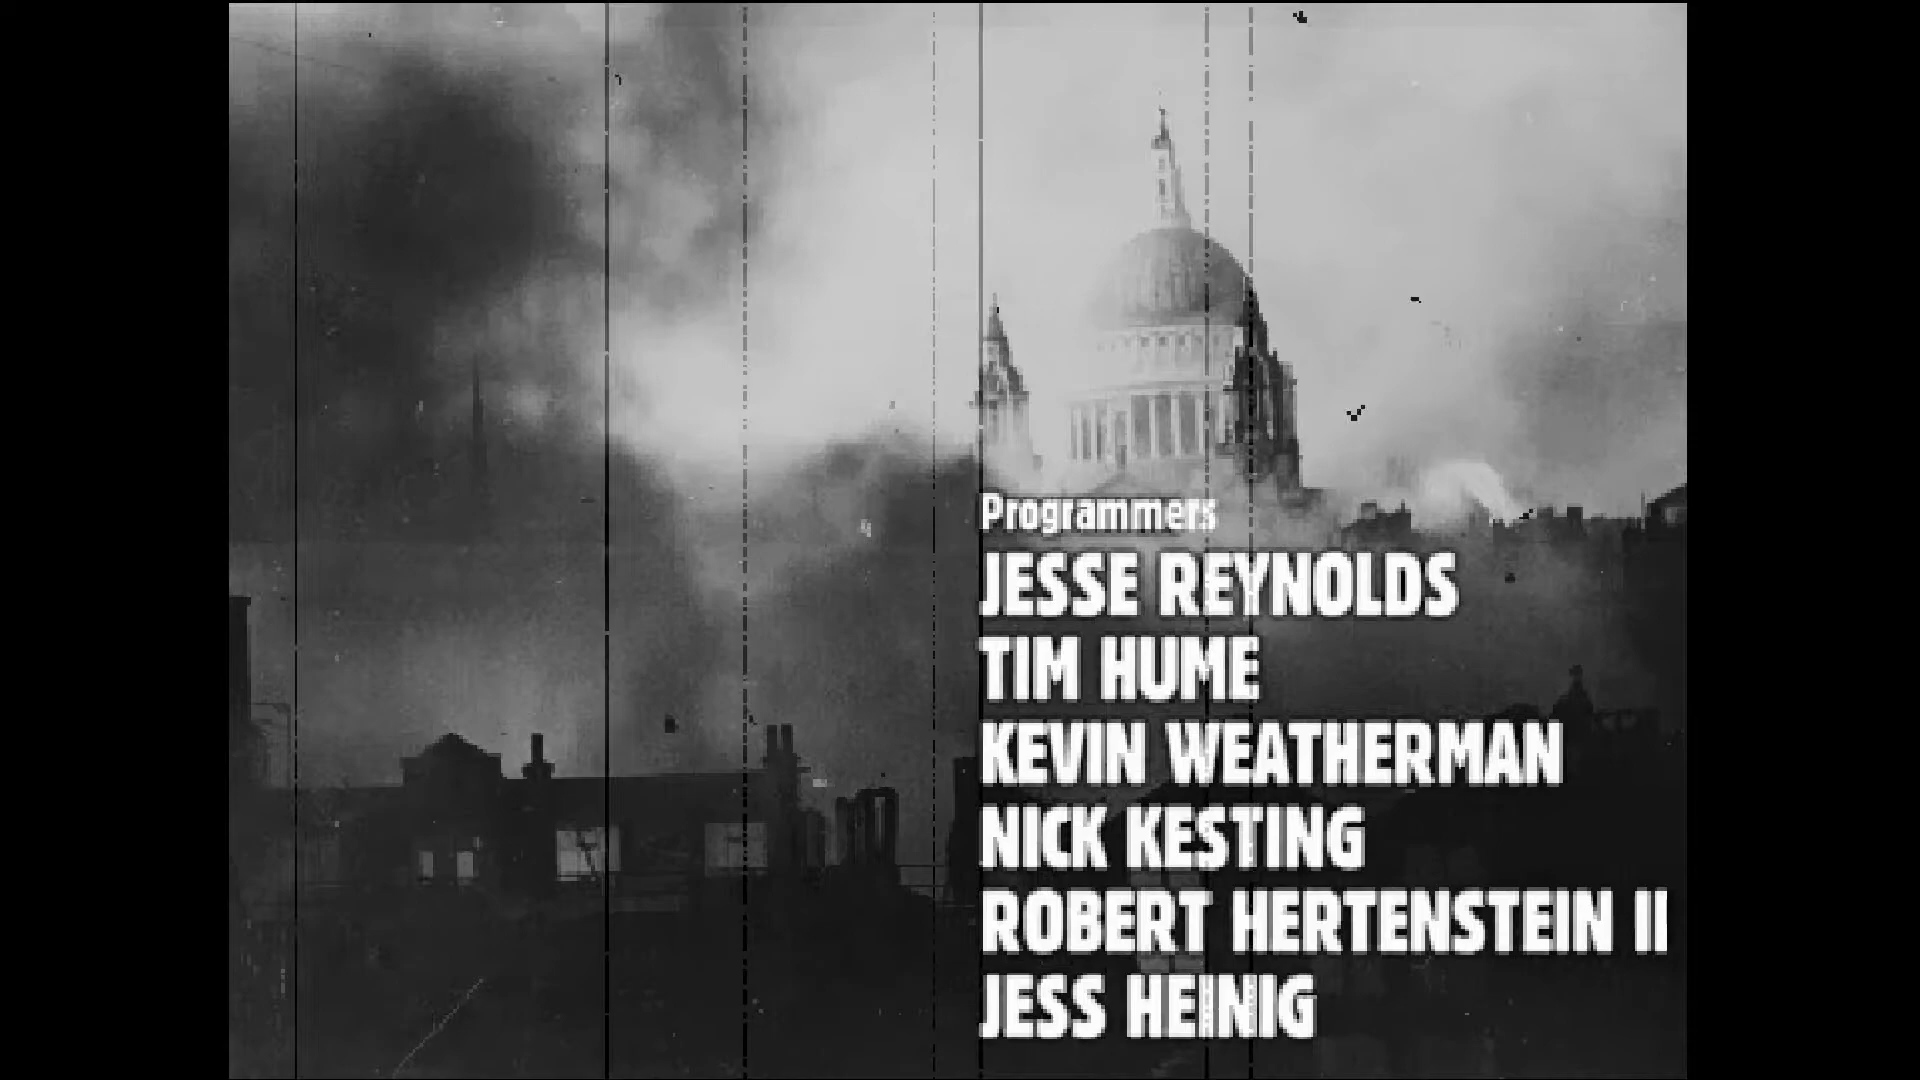 Programmers
JESSE REYNOLDS
TIM HUME
KEVIN WEATHERMAN
NICK KESTING
ROBERT HERTENSTEIN II
JESS HEINIG